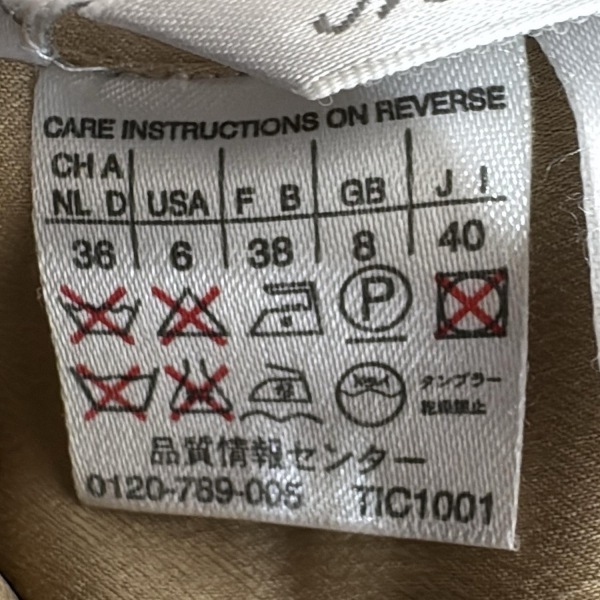 CARE INSTRUCTIONS ON REVERSE
CH A
NL D USA F B GB J I
36 6 38 8 40
P
タンブラー
乾燥禁止
品質情報センター
0120-789-005 TIC1001